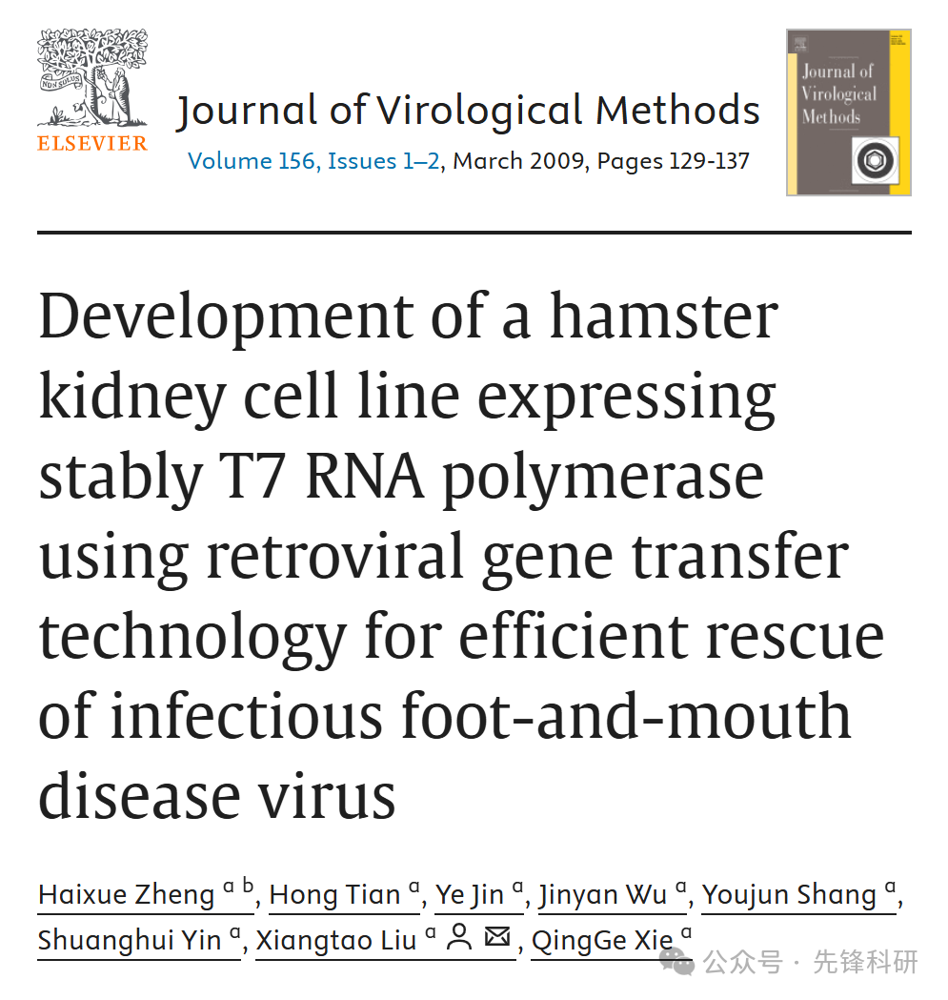 NON SOLUS
ELSEVIER
Journal of Virological Methods
Volume 156, Issues 1–2, March 2009, Pages 129-137
Journal of
Virological
Methods
Development of a hamster
kidney cell line expressing
stably T7 RNA polymerase
using retroviral gene transfer
technology for efficient rescue
of infectious foot-and-mouth
disease virus
Haixue Zheng a b, Hong Tian a, Ye Jin a, Jinyan Wu a, Youjun Shang a,
Shuanghui Yin a, Xiangtao Liu a, QingGe Xie a
公众号 · 先锋科研